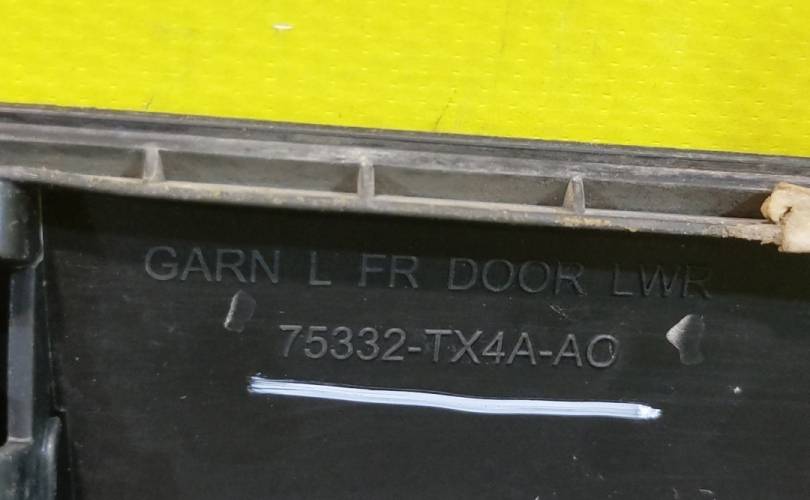 GARN L FR DOOR LWR
75332-TX4A-AO